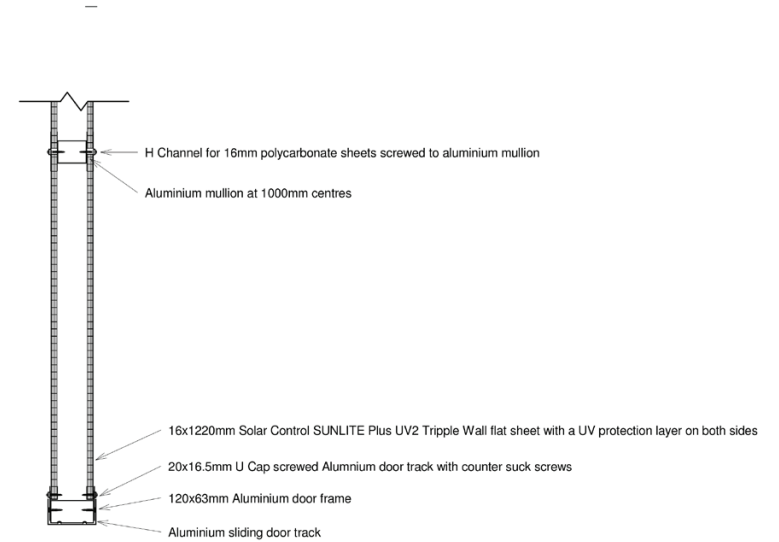 H Channel for 16mm polycarbonate sheets screwed to aluminium mullion
Aluminium mullion at 1000mm centres
16x1220mm Solar Control SUNLITE Plus UV2 Tripple Wall flat sheet with a UV protection layer on both sides
20x16.5mm U Cap screwed Alumnium door track with counter suck screws
120x63mm Aluminium door frame
Aluminium sliding door track